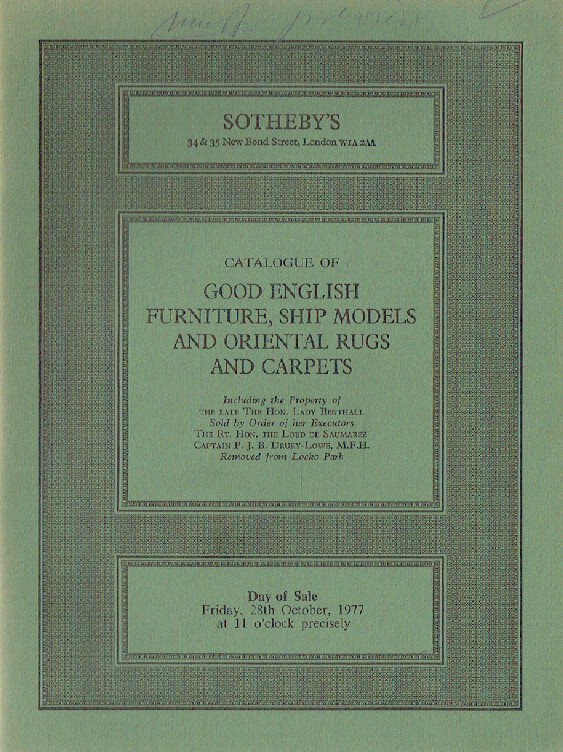 SOTHEBY'S
34 & 35 New Bond Street, London W1A 2AA
CATALOGUE OF
GOOD ENGLISH
FURNITURE, SHIP MODELS
AND ORIENTAL RUGS
AND CARPETS
Including the Property of
THE LATE THE HON. LADY BENTHALL
Sold by Order of her Executors
THE RT. HON. THE LORD DE SAUMAREZ
CAPTAIN P. J. B. DRURY-LOWE, M.F.H.
Removed from Locko Park
Day of Sale
Friday, 28th October, 1977
at 11 o'clock precisely